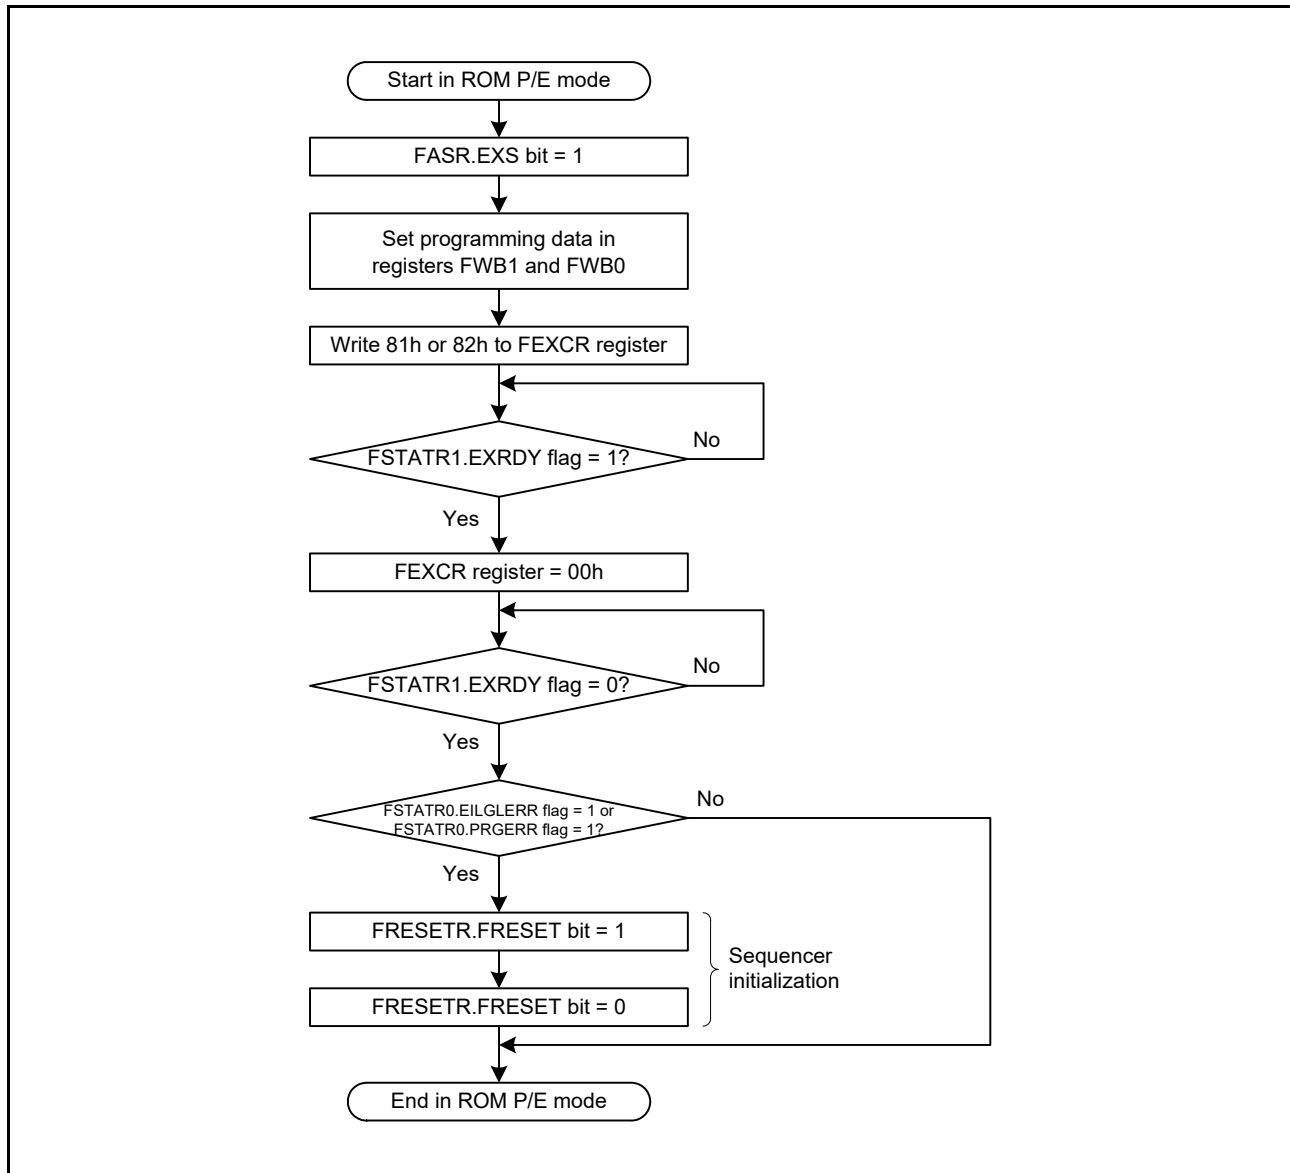 Start in ROM P/E mode
FASR.EXS bit = 1
Set programming data in
registers FWB1 and FWB0
Write 81h or 82h to FEXCR register
FSTATR1.EXRDY flag = 1?
No
Yes
FEXCR register = 00h
FSTATR1.EXRDY flag = 0?
No
Yes
FSTATR0.EILGLERR flag = 1 or
FSTATR0.PRGERR flag = 1?
No
Yes
FRESETR.FRESET bit = 1
Sequencer
initialization
FRESETR.FRESET bit = 0
End in ROM P/E mode